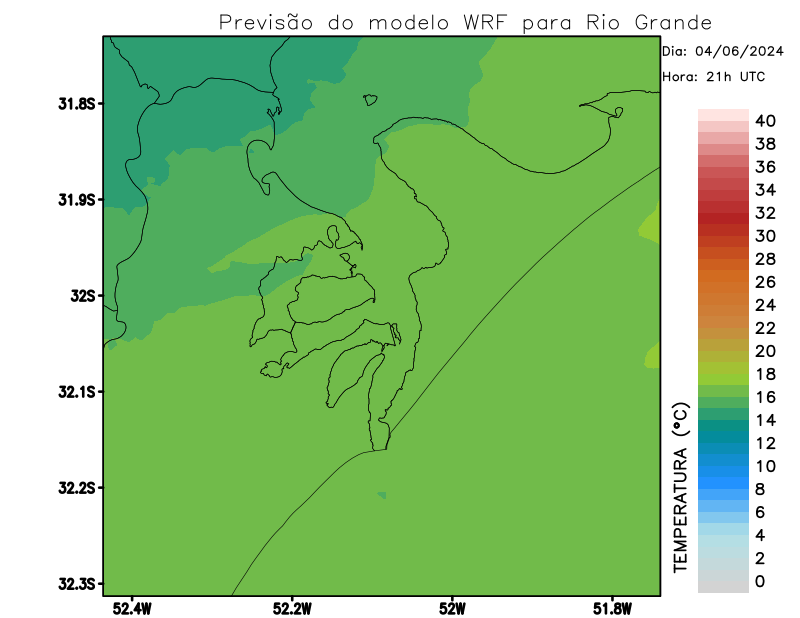 Previsão do modelo WRF para Rio Grande
Dia: 04/06/2024
Hora: 21h UTC
31.8S
31.9S
32S
32.1S
32.2S
32.3S
52.4W
52.2W
52W
51.8W
TEMPERATURA (°C)
40
38
36
34
32
30
28
26
24
22
20
18
16
14
12
10
8
6
4
2
0